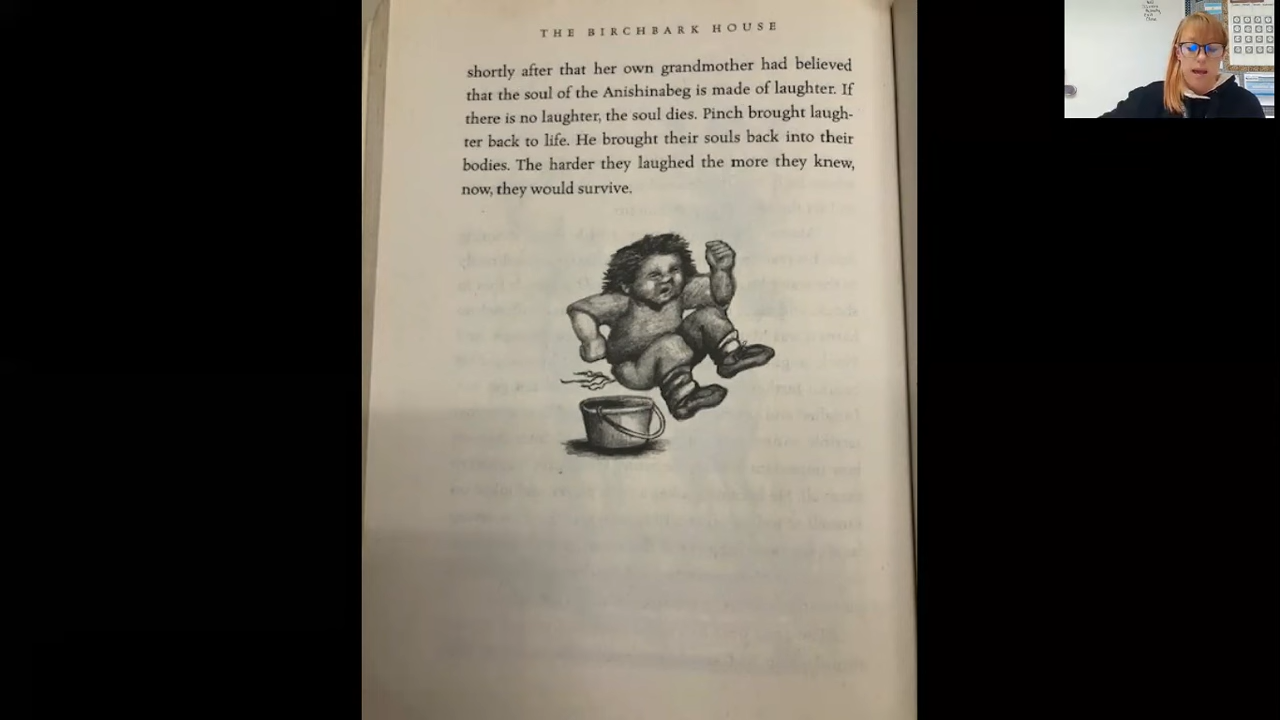 THE BIRCHBARK HOUSE
shortly after that her own grandmother had believed
that the soul of the Anishinabeg is made of laughter. If
there is no laughter, the soul dies. Pinch brought laugh-
ter back to life. He brought their souls back into their
bodies. The harder they laughed the more they knew,
now, they would survive.